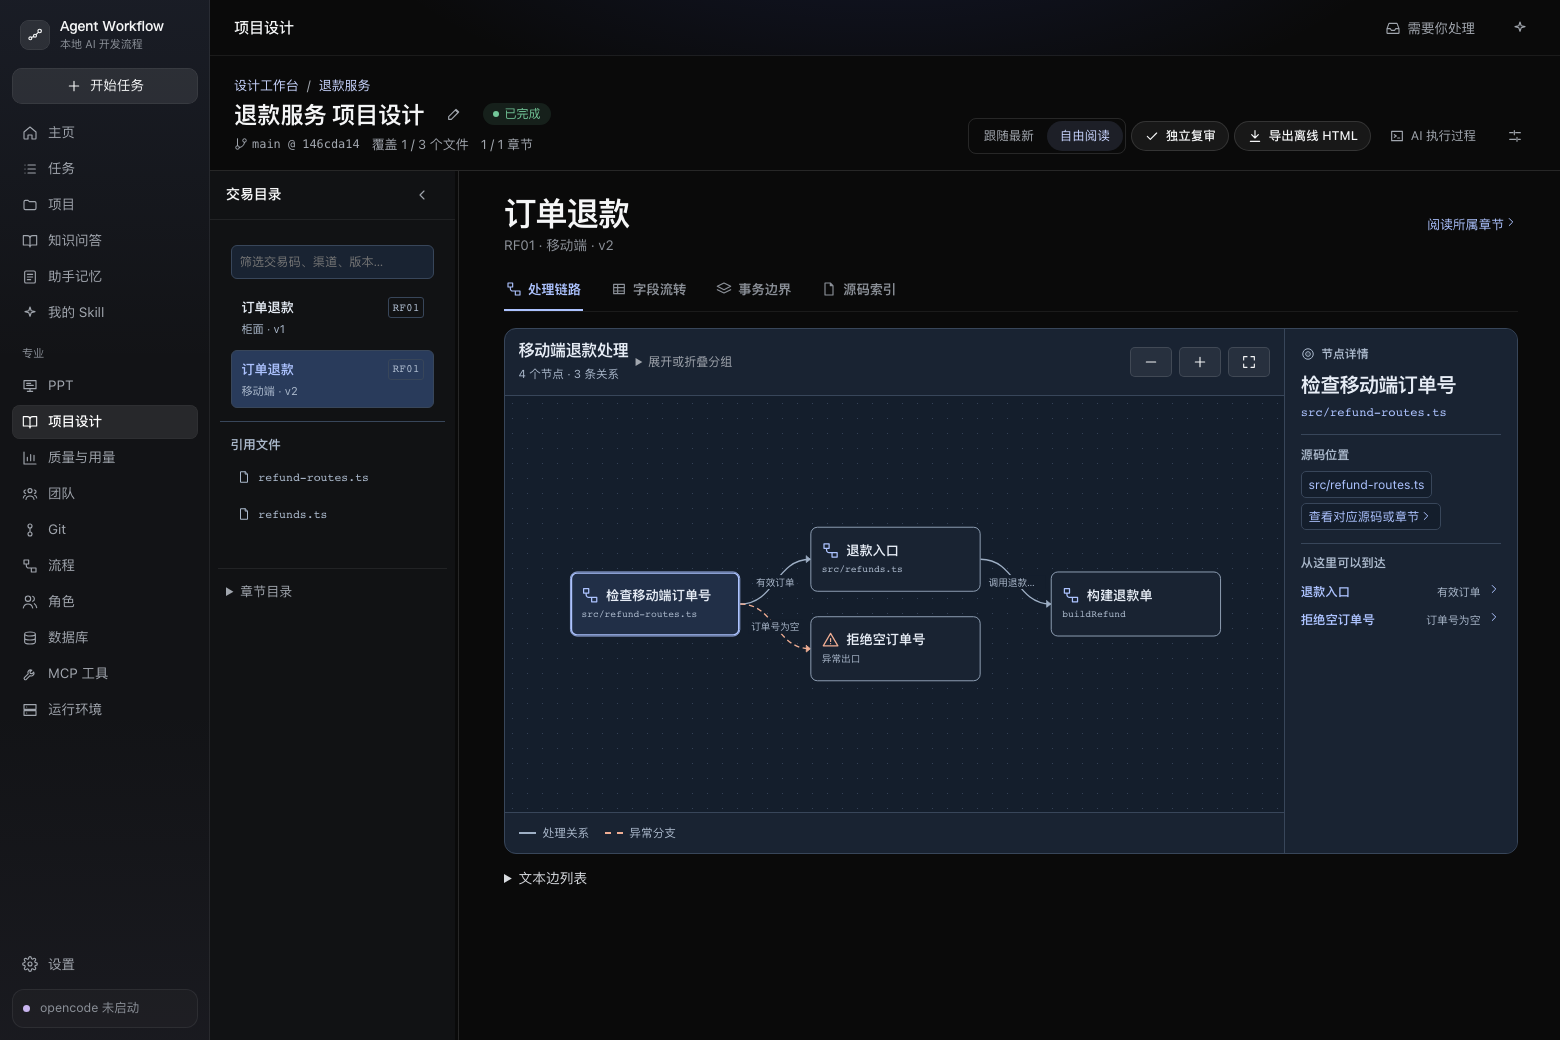 Agent Workflow
本地 AI 开发流程
开始任务
主页
任务
项目
知识问答
助手记忆
我的 Skill
专业
PPT
项目设计
质量与用量
团队
Git
流程
角色
数据库
MCP 工具
运行环境
设置
opencode 未启动
项目设计
需要你处理
设计工作台 / 退款服务
退款服务 项目设计
已完成
main @ 146cda14 覆盖 1 / 3 个文件 1 / 1 章节
跟随最新
自由阅读
独立复审
导出离线 HTML
AI 执行过程
交易目录
筛选交易码、渠道、版本...
订单退款 RF01
柜面 · v1
订单退款 RF01
移动端 · v2
引用文件
refund-routes.ts
refunds.ts
章节目录
订单退款
RF01 · 移动端 · v2
阅读所属章节
处理链路
字段流转
事务边界
源码索引
移动端退款处理
4 个节点 · 3 条关系
展开或折叠分组
检查移动端订单号
src/refund-routes.ts
有效订单
订单号为空
退款入口
src/refunds.ts
拒绝空订单号
异常出口
调用退款...
构建退款单
buildRefund
处理关系
异常分支
节点详情
检查移动端订单号
src/refund-routes.ts
源码位置
src/refund-routes.ts
查看对应源码或章节
从这里可以到达
退款入口 有效订单
拒绝空订单号 订单号为空
文本边列表